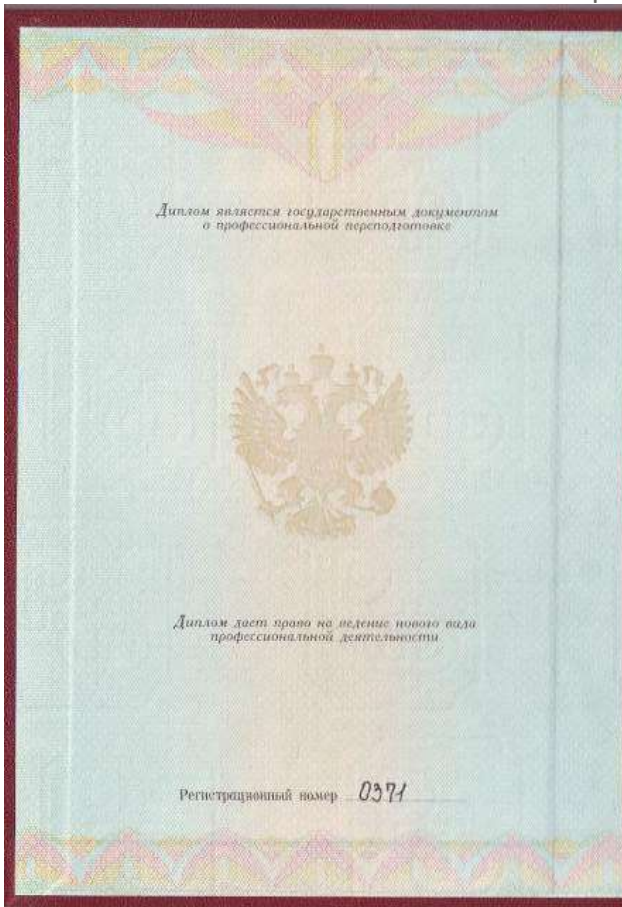 Диплом является государственным документом
о профессиональной переподготовке
Диплом дает право на ведение нового вида
профессиональной деятельности
Регистрационный номер 0371